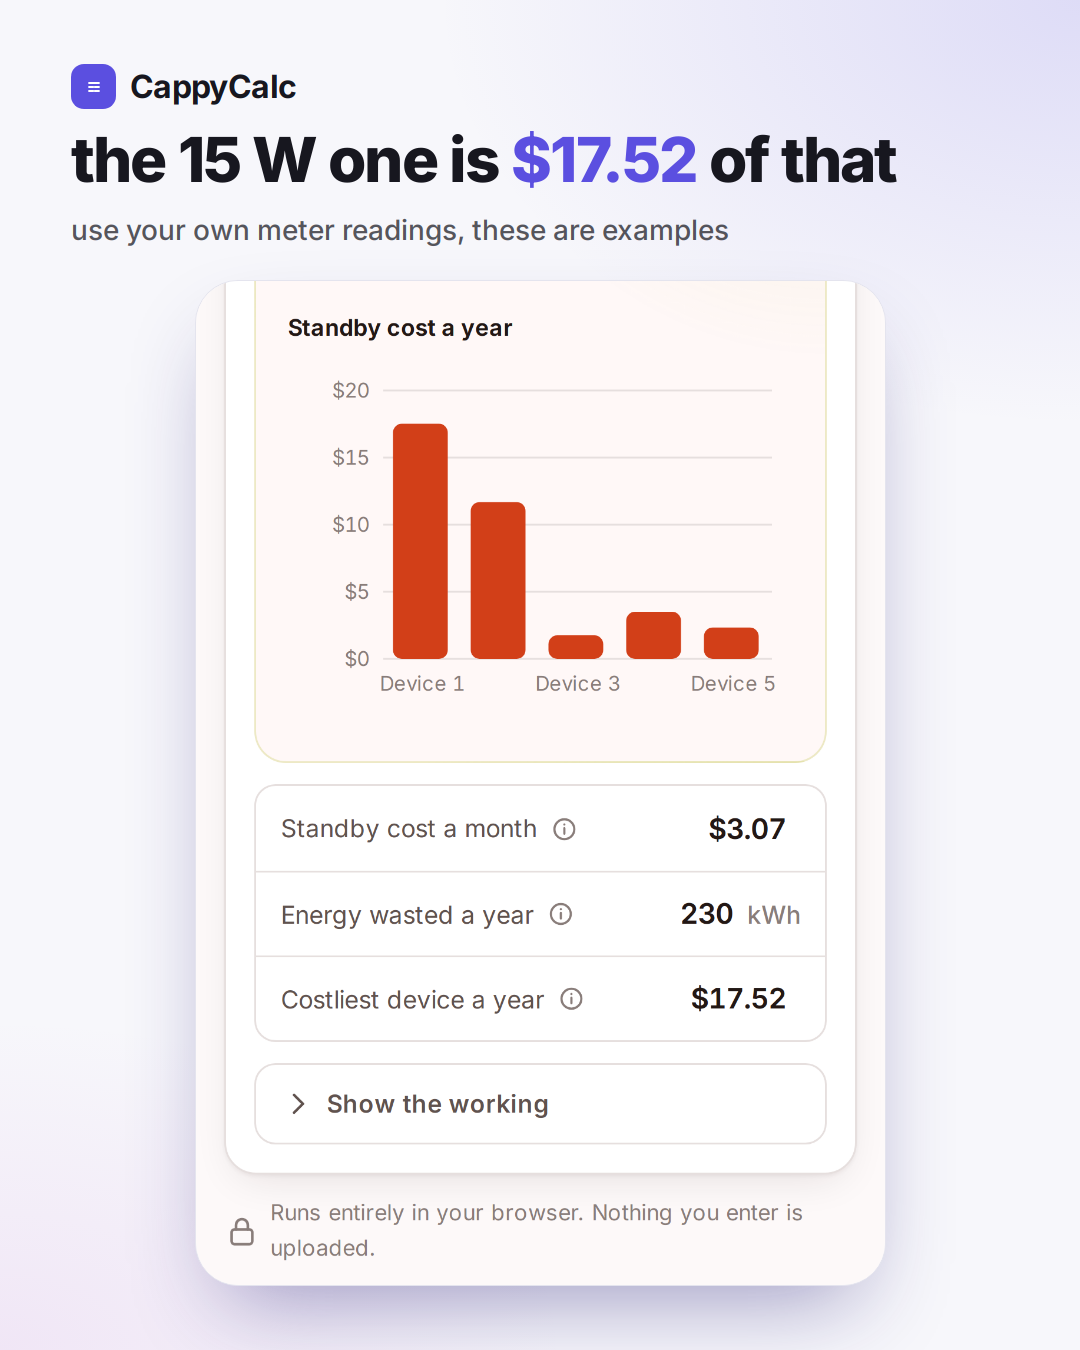 CappyCalc
the 15 W one is $17.52 of that
use your own meter readings, these are examples
Standby cost a year
$20
$15
$10
$5
$0
Device 1 Device 3 Device 5
Standby cost a month $3.07
Energy wasted a year 230 kWh
Costliest device a year $17.52
Show the working
Runs entirely in your browser. Nothing you enter is
uploaded.